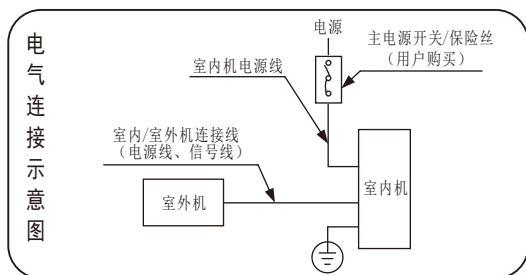 电气连接示意图
电源
主电源开关/保险丝
（用户购买）
室内机电源线
室内/室外机连接线
（电源线、信号线）
室外机
室内机